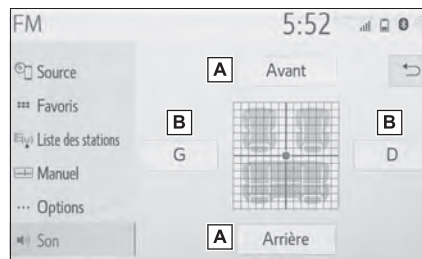 FM 5:52
Source
A Avant
Favoris
B B
Liste des stations
G D
Manuel
Options
A Arrière
Son